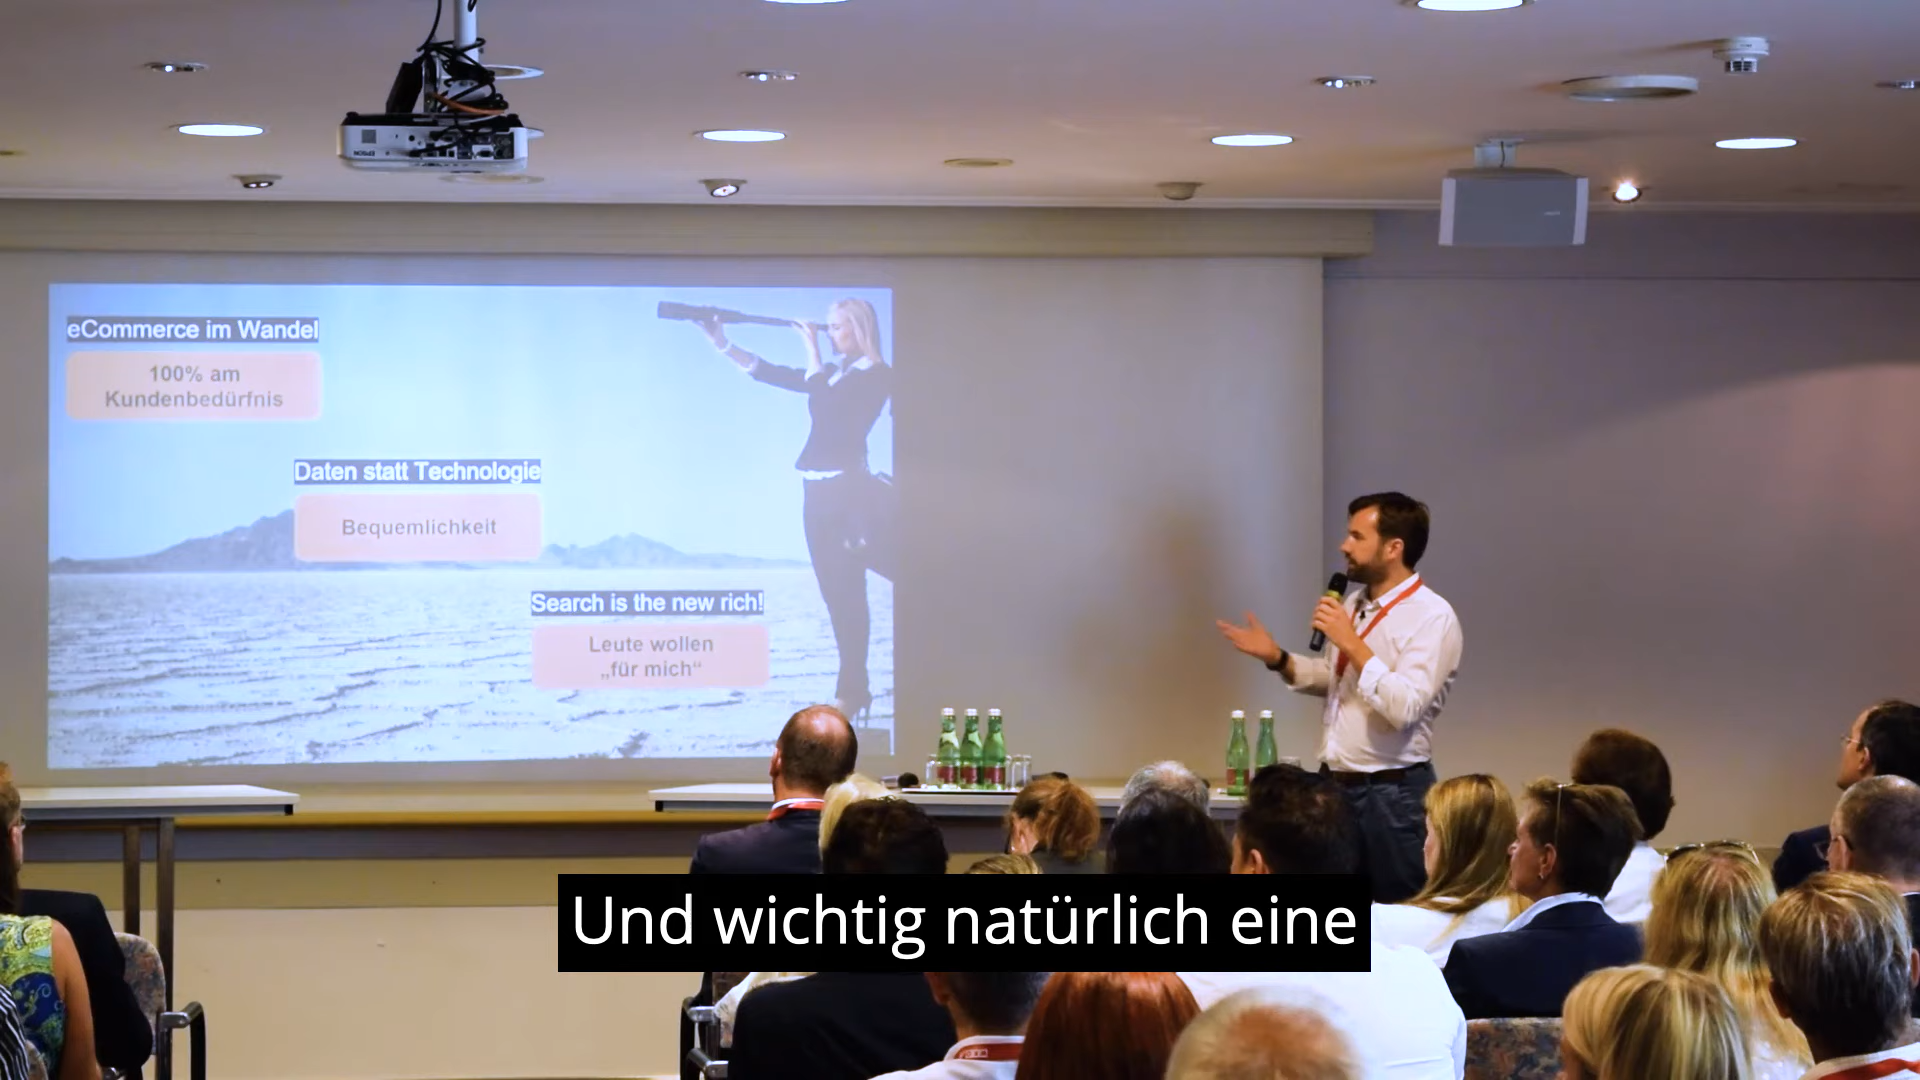 EPSON
eCommerce im Wandel
100% am
Kundenbedürfnis
Daten statt Technologie
Bequemlichkeit
Search is the new rich!
Leute wollen
„für mich“
Und wichtig natürlich eine